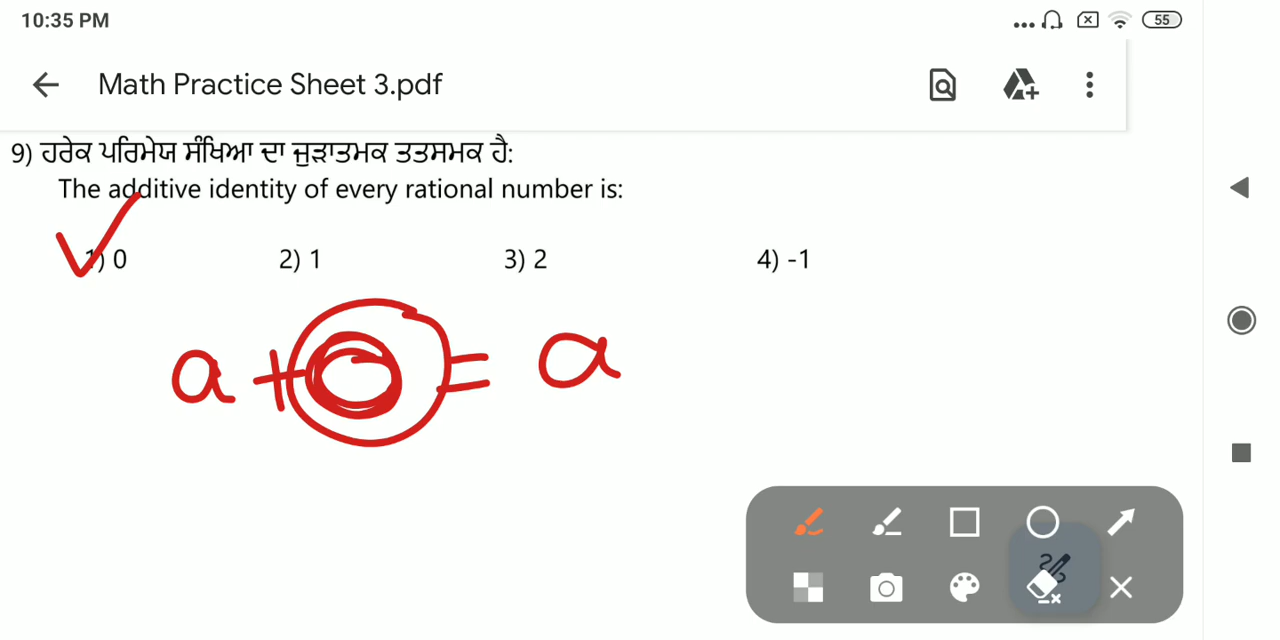 10:35 PM
55
Math Practice Sheet 3.pdf
9) ਹਰੇਕ ਪਰਿਮੇਯ ਸੰਖਿਆ ਦਾ ਜੁੜਾਤਮਕ ਤਤਸਮਕ ਹੈ:
The additive identity of every rational number is:
1) 0 2) 1 3) 2 4) -1
a + 0 = a